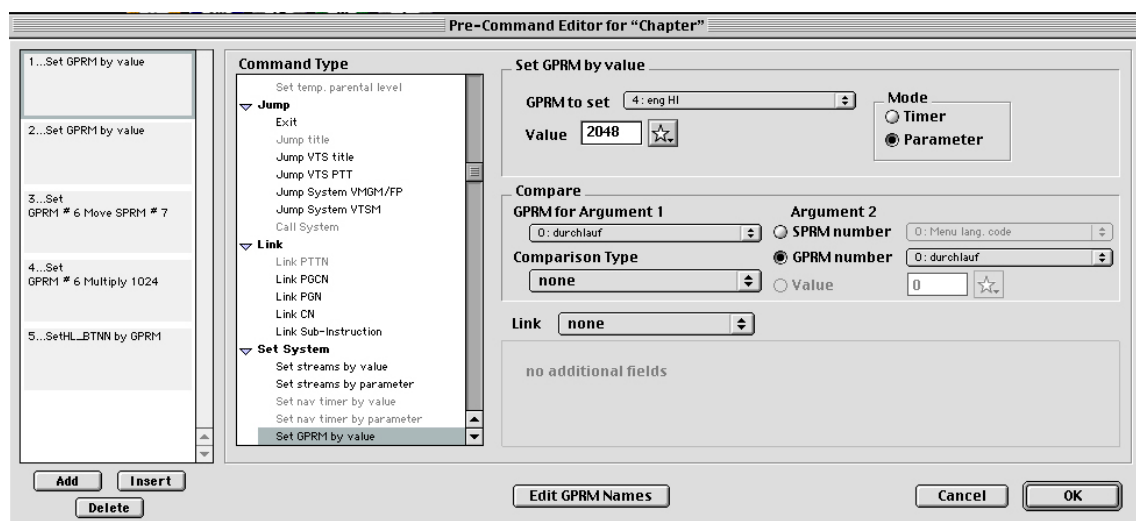 Pre-Command Editor for “Chapter”
1...Set GPRM by value
2...Set GPRM by value
3...Set
GPRM # 6 Move SPRM # 7
4...Set
GPRM # 6 Multiply 1024
5...SetHL_BTNN by GPRM
Add
Insert
Delete
Command Type
Set temp. parental level
Jump
Exit
Jump title
Jump VTS title
Jump VTS PTT
Jump System VMGM/FP
Jump System VTSM
Call System
Link
Link PTTN
Link PGCN
Link PGN
Link CN
Link Sub-Instruction
Set System
Set streams by value
Set streams by parameter
Set nav timer by value
Set nav timer by parameter
Set GPRM by value
Set GPRM by value
GPRM to set
4: eng HI
Value
2048
Mode
Timer
Parameter
Compare
GPRM for Argument 1
0: durchlauf
Comparison Type
none
Argument 2
SPRM number
0: Menu lang. code
GPRM number
0: durchlauf
Value
0
Link
none
no additional fields
Edit GPRM Names
Cancel
OK